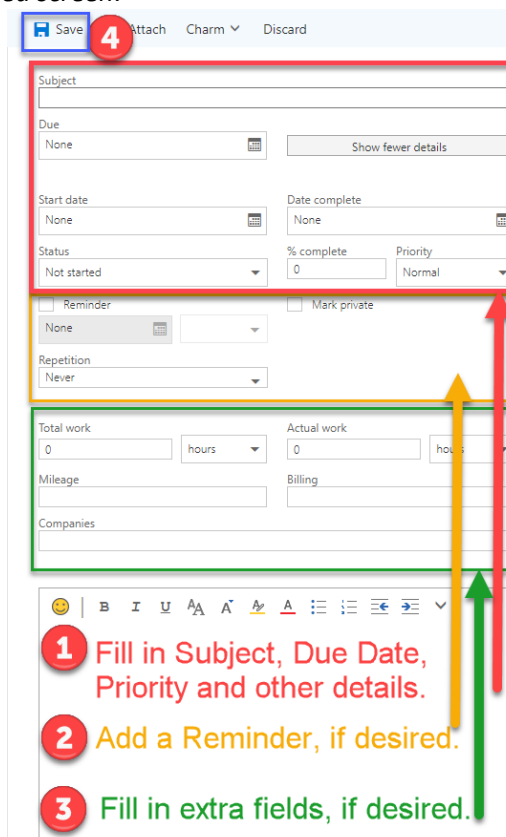 Save
4
Attach
Charm
Discard
Subject
Due
None
Show fewer details
Start date
Date complete
None
None
Status
% complete
Priority
Not started
0
Normal
Reminder
Mark private
None
Repetition
Never
Total work
Actual work
0
hours
0
Mileage
Billing
Companies
B I U AA A A
1 Fill in Subject, Due Date,
Priority and other details.
2 Add a Reminder, if desired.
3 Fill in extra fields, if desired.